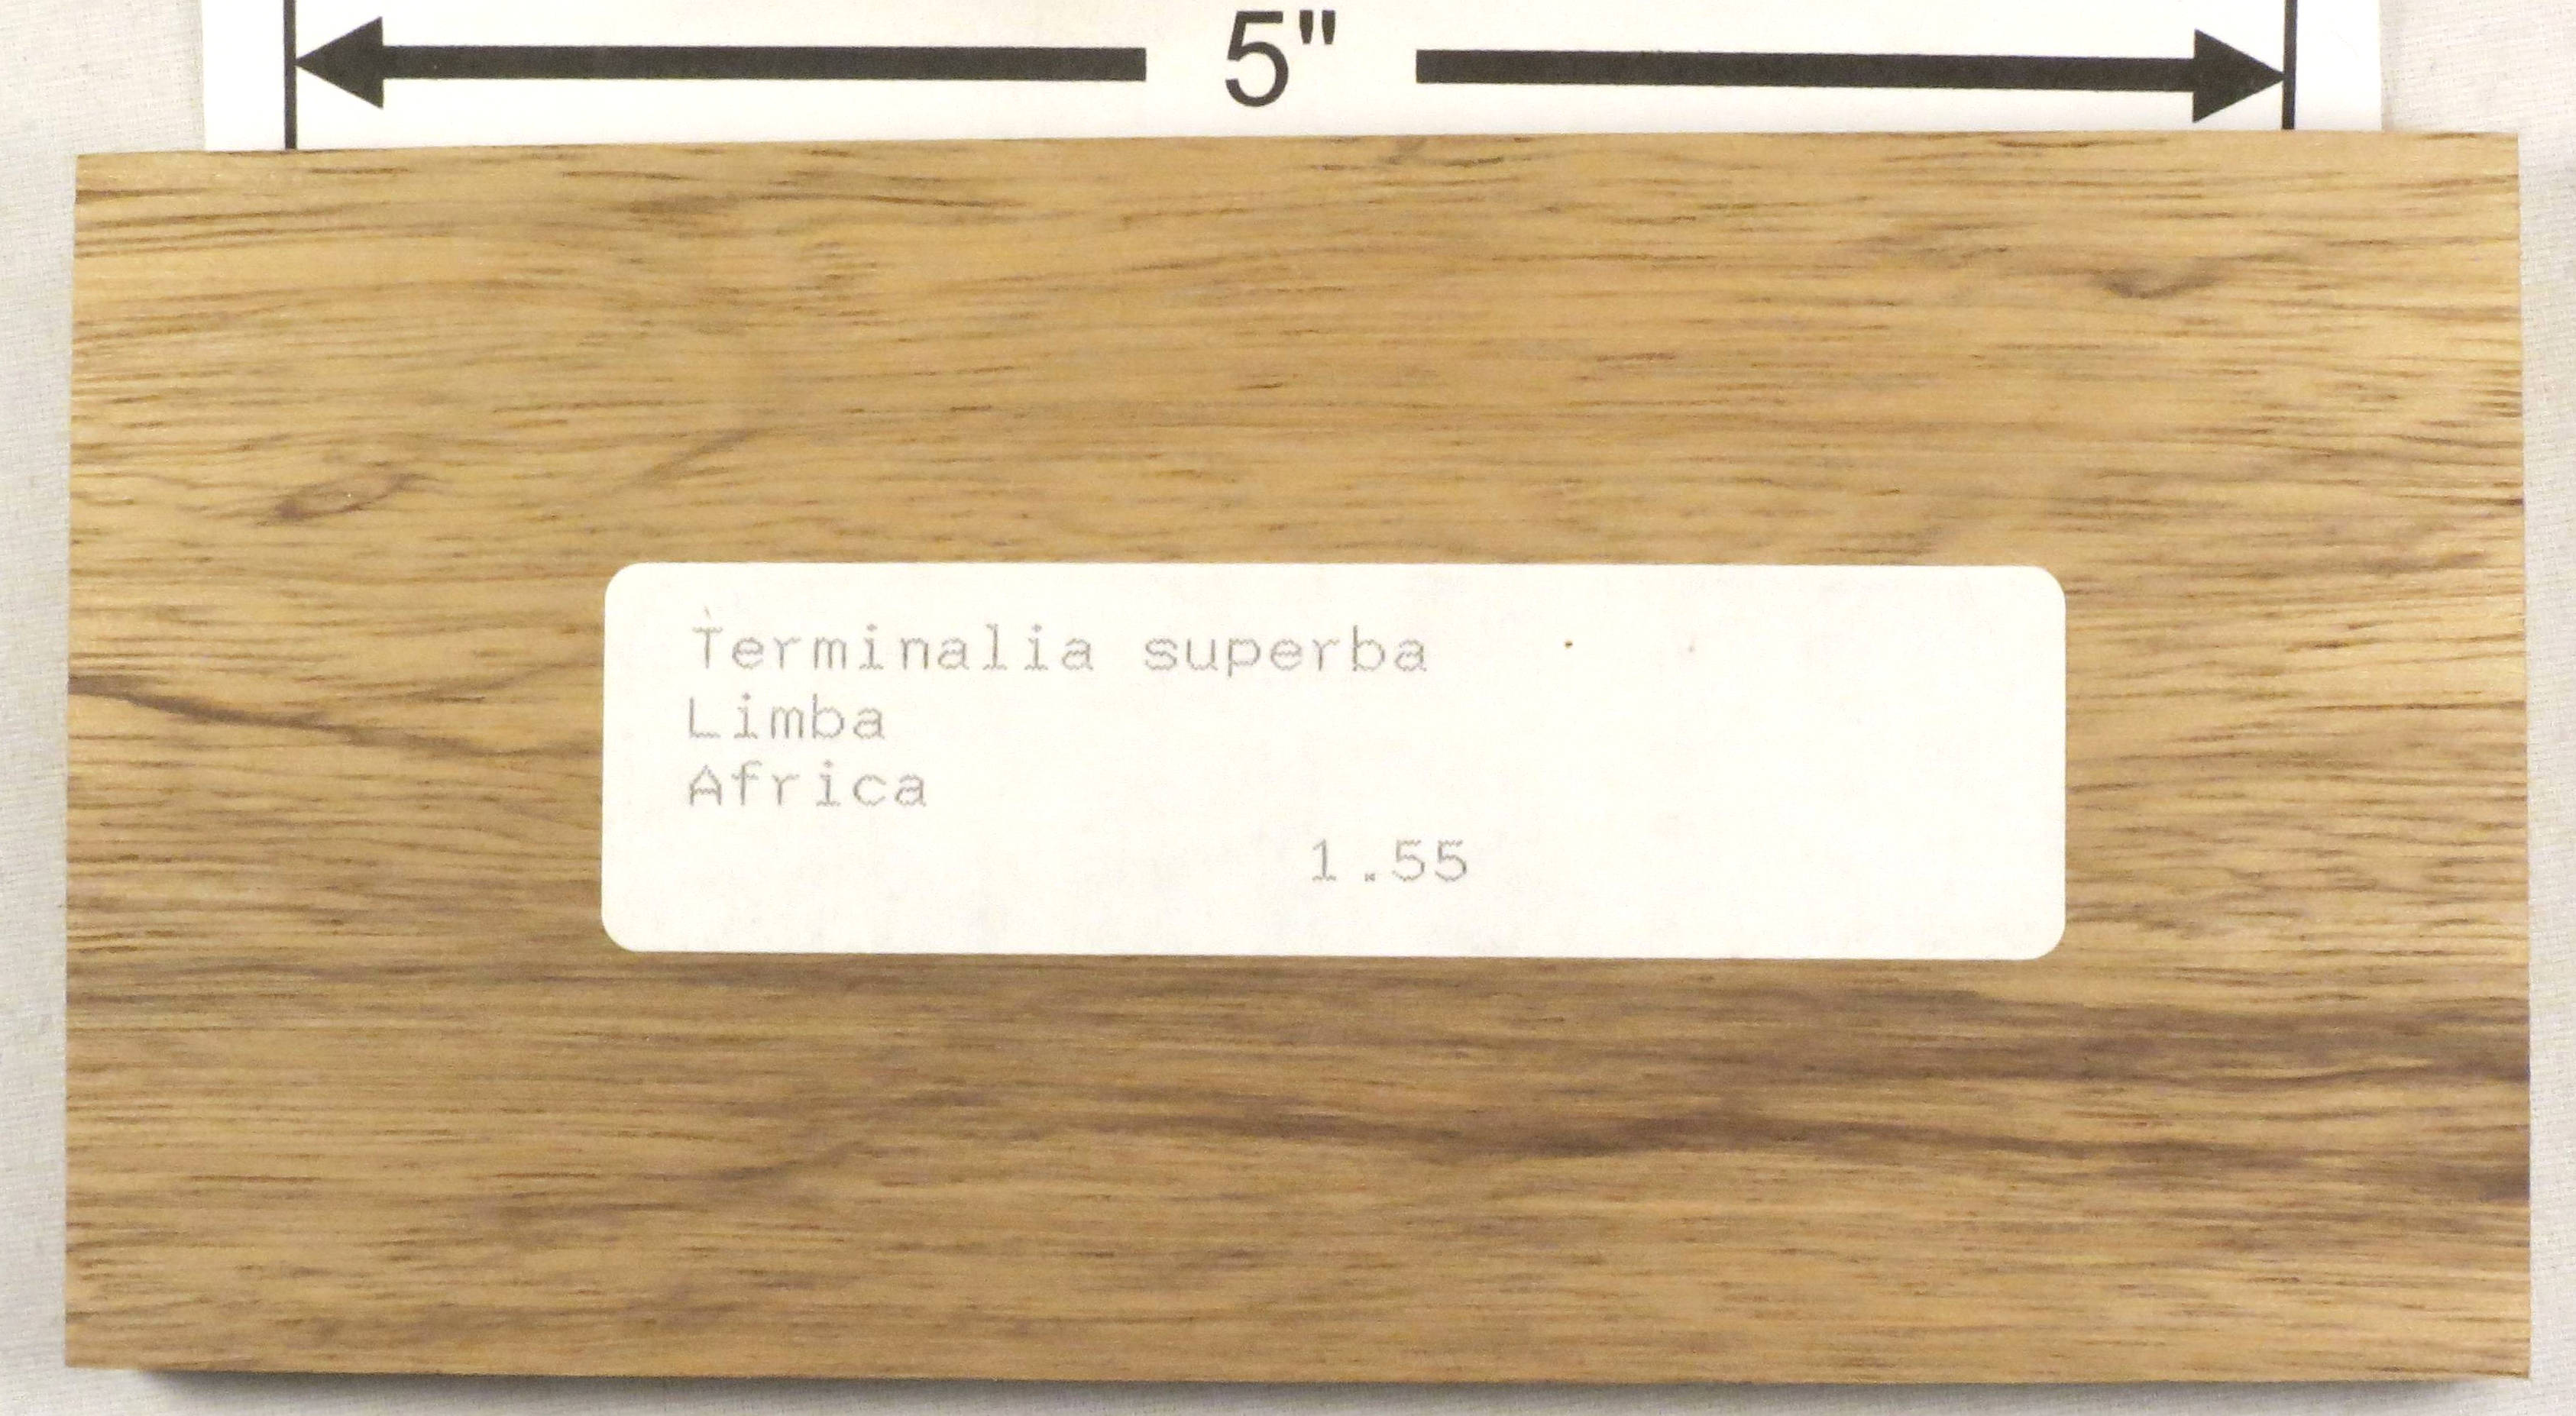 5"
Terminalia superba
Limba
Africa
1.55